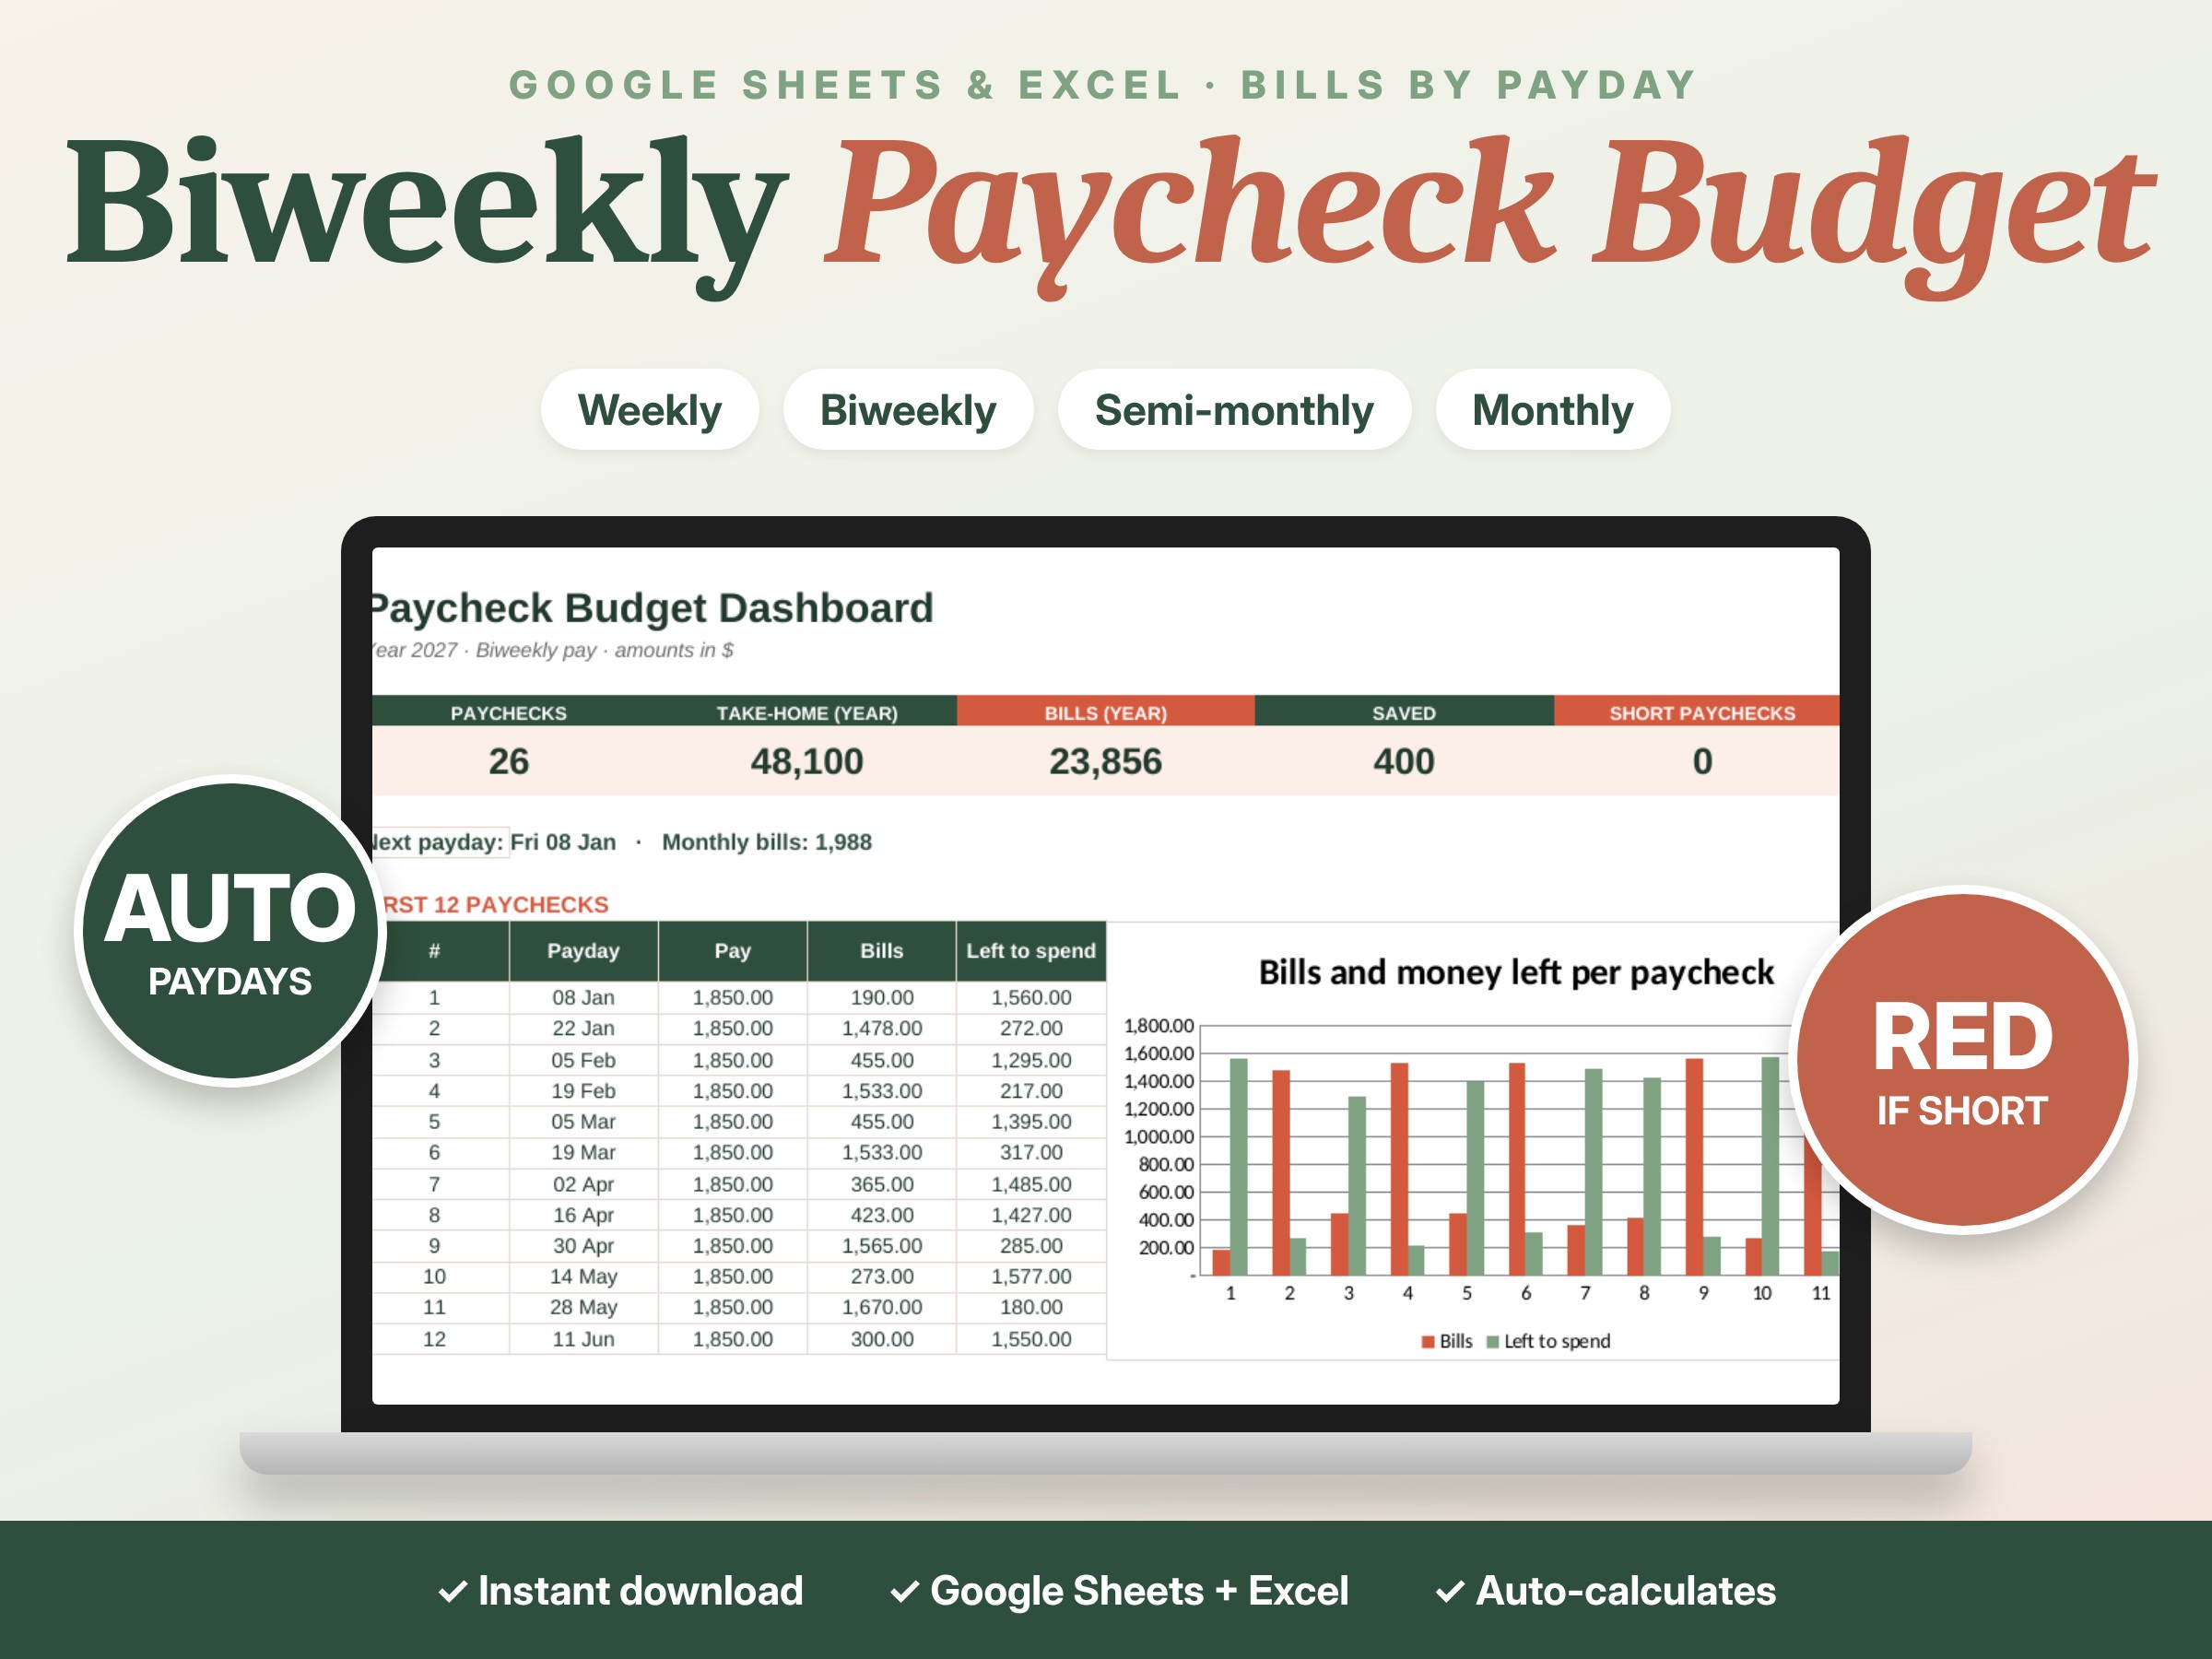 GOOGLE SHEETS & EXCEL · BILLS BY PAYDAY
Biweekly Paycheck Budget
Weekly Biweekly Semi-monthly Monthly
Paycheck Budget Dashboard
Year 2027 · Biweekly pay · amounts in $
PAYCHECKS TAKE-HOME (YEAR) BILLS (YEAR) SAVED SHORT PAYCHECKS
26 48,100 23,856 400 0
Next payday: Fri 08 Jan · Monthly bills: 1,988
AUTO
PAYDAYS
RST 12 PAYCHECKS
# Payday Pay Bills Left to spend
1 08 Jan 1,850.00 190.00 1,560.00
2 22 Jan 1,850.00 1,478.00 272.00
3 05 Feb 1,850.00 455.00 1,295.00
4 19 Feb 1,850.00 1,533.00 217.00
5 05 Mar 1,850.00 455.00 1,395.00
6 19 Mar 1,850.00 1,533.00 317.00
7 02 Apr 1,850.00 365.00 1,485.00
8 16 Apr 1,850.00 423.00 1,427.00
9 30 Apr 1,850.00 1,565.00 285.00
10 14 May 1,850.00 273.00 1,577.00
11 28 May 1,850.00 1,670.00 180.00
12 11 Jun 1,850.00 300.00 1,550.00
Bills and money left per paycheck
1,800.00
1,600.00
1,400.00
1,200.00
1,000.00
800.00
600.00
400.00
200.00
-
1 2 3 4 5 6 7 8 9 10 11
Bills Left to spend
RED
IF SHORT
✓ Instant download ✓ Google Sheets + Excel ✓ Auto-calculates